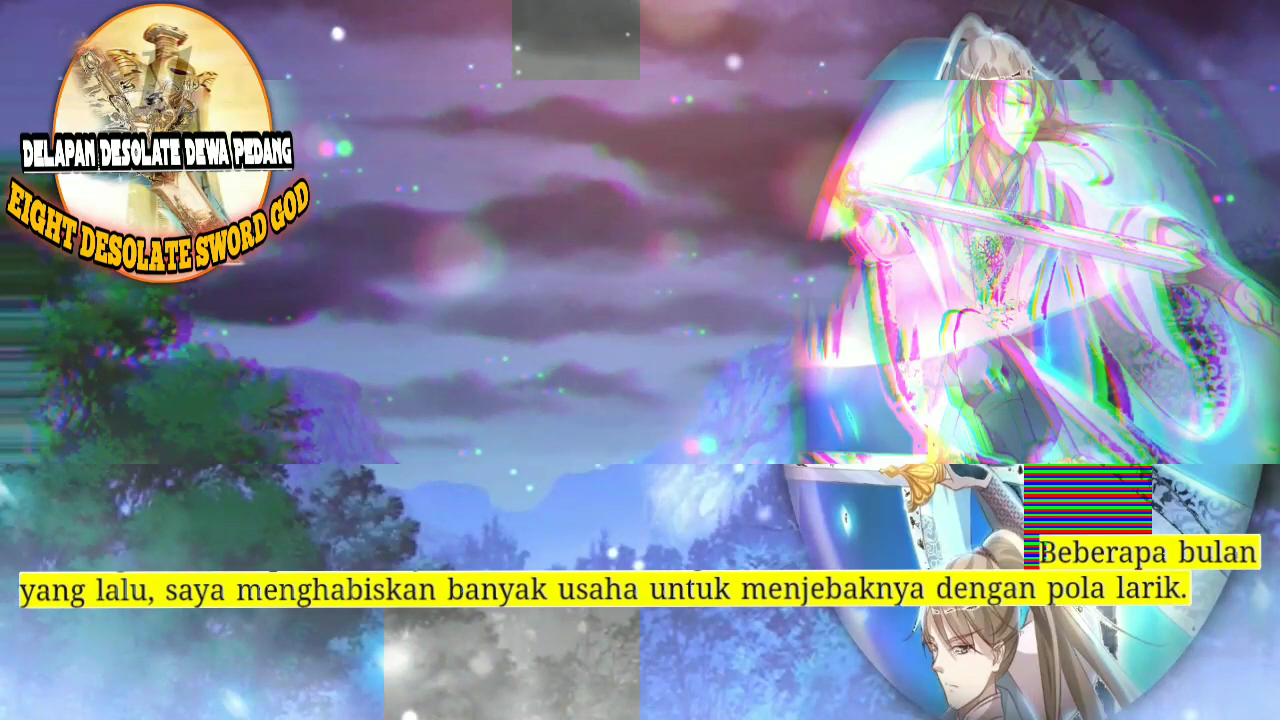 DELAPAN DESOLATE DEWA PEDANG
EIGHT DESOLATE SWORD GOD
Beberapa bulan
yang lalu, saya menghabiskan banyak usaha untuk menjebaknya dengan pola larik.